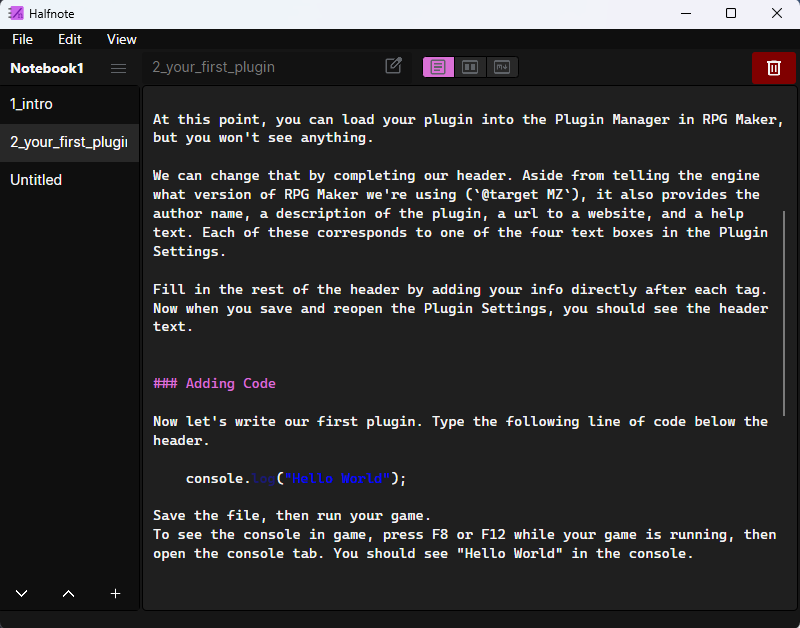 Halfnote
File Edit View
Notebook1
2_your_first_plugin
1_intro
2_your_first_plugin
Untitled
At this point, you can load your plugin into the Plugin Manager in RPG Maker,
but you won't see anything.
We can change that by completing our header. Aside from telling the engine
what version of RPG Maker we're using (`@target MZ`), it also provides the
author name, a description of the plugin, a url to a website, and a help
text. Each of these corresponds to one of the four text boxes in the Plugin
Settings.
Fill in the rest of the header by adding your info directly after each tag.
Now when you save and reopen the Plugin Settings, you should see the header
text.
### Adding Code
Now let's write our first plugin. Type the following line of code below the
header.
console.log("Hello World");
Save the file, then run your game.
To see the console in game, press F8 or F12 while your game is running, then
open the console tab. You should see "Hello World" in the console.